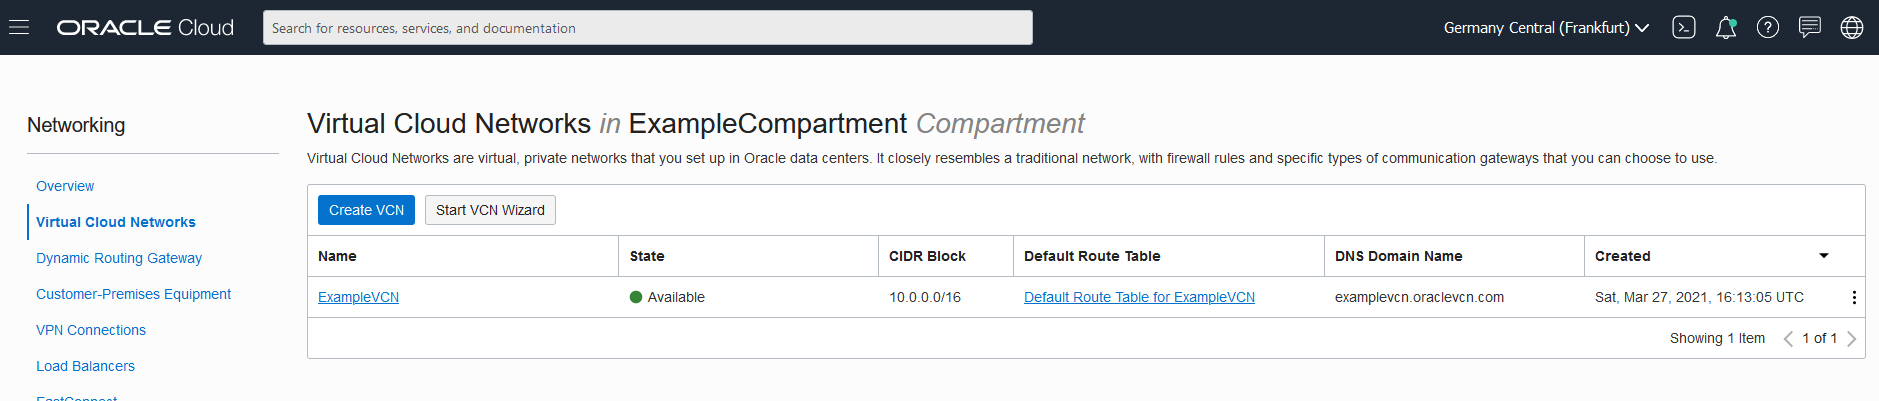 ORACLE Cloud
Search for resources, services, and documentation
Germany Central (Frankfurt)
Networking
Overview
Virtual Cloud Networks
Dynamic Routing Gateway
Customer-Premises Equipment
VPN Connections
Load Balancers
FastConnect
Virtual Cloud Networks in ExampleCompartment Compartment
Virtual Cloud Networks are virtual, private networks that you set up in Oracle data centers. It closely resembles a traditional network, with firewall rules and specific types of communication gateways that you can choose to use.
Create VCN Start VCN Wizard
Name State CIDR Block Default Route Table DNS Domain Name Created
ExampleVCN Available 10.0.0.0/16 Default Route Table for ExampleVCN examplevcn.oraclevcn.com Sat, Mar 27, 2021, 16:13:05 UTC
Showing 1 Item < 1 of 1 >